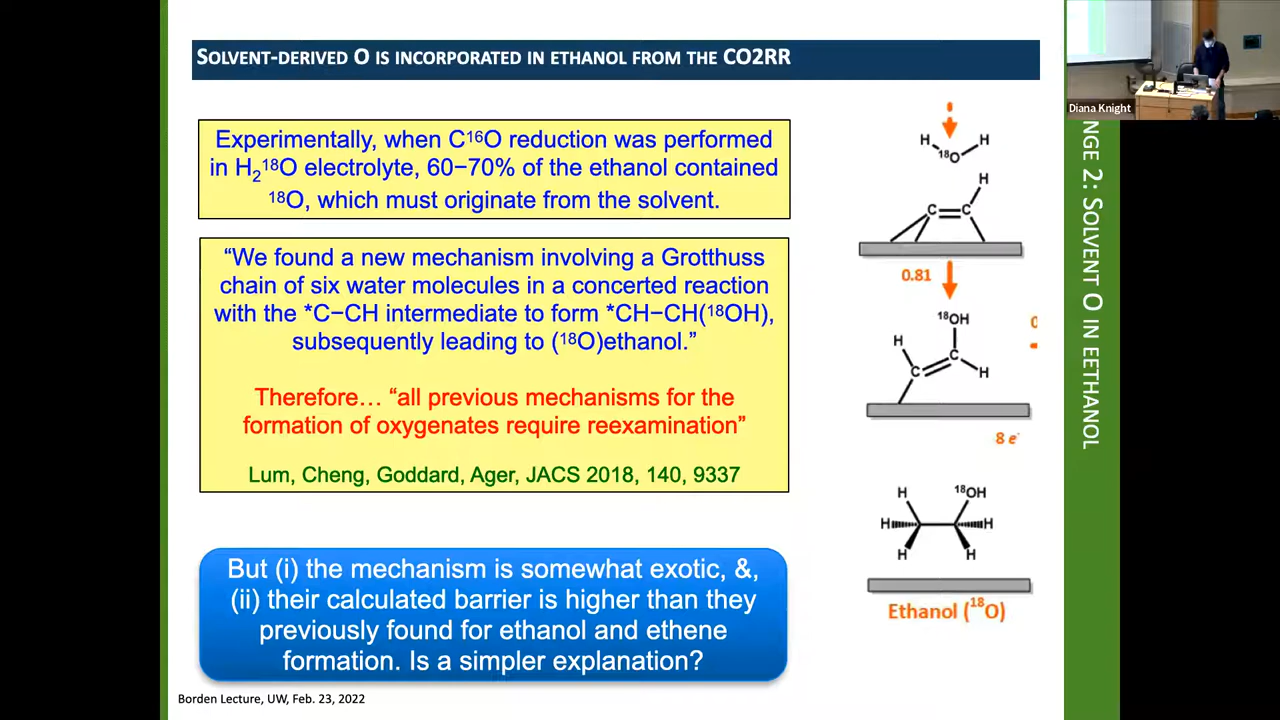 SOLVENT-DERIVED O IS INCORPORATED IN ETHANOL FROM THE CO2RR
Experimentally, when C¹⁶O reduction was performed
in H₂¹⁸O electrolyte, 60−70% of the ethanol contained
¹⁸O, which must originate from the solvent.
“We found a new mechanism involving a Grotthuss
chain of six water molecules in a concerted reaction
with the *C−CH intermediate to form *CH−CH(¹⁸OH),
subsequently leading to (¹⁸O)ethanol.”
Therefore… “all previous mechanisms for the
formation of oxygenates require reexamination”
Lum, Cheng, Goddard, Ager, JACS 2018, 140, 9337
But (i) the mechanism is somewhat exotic, &,
(ii) their calculated barrier is higher than they
previously found for ethanol and ethene
formation. Is a simpler explanation?
Borden Lecture, UW, Feb. 23, 2022
H H
¹⁸O
H
C C
0.81
¹⁸OH
H
C
C H
8 e⁻
H ¹⁸OH
H H
H H
Ethanol (¹⁸O)
Diana Knight
NGE 2: SOLVENT O IN EETHANOL